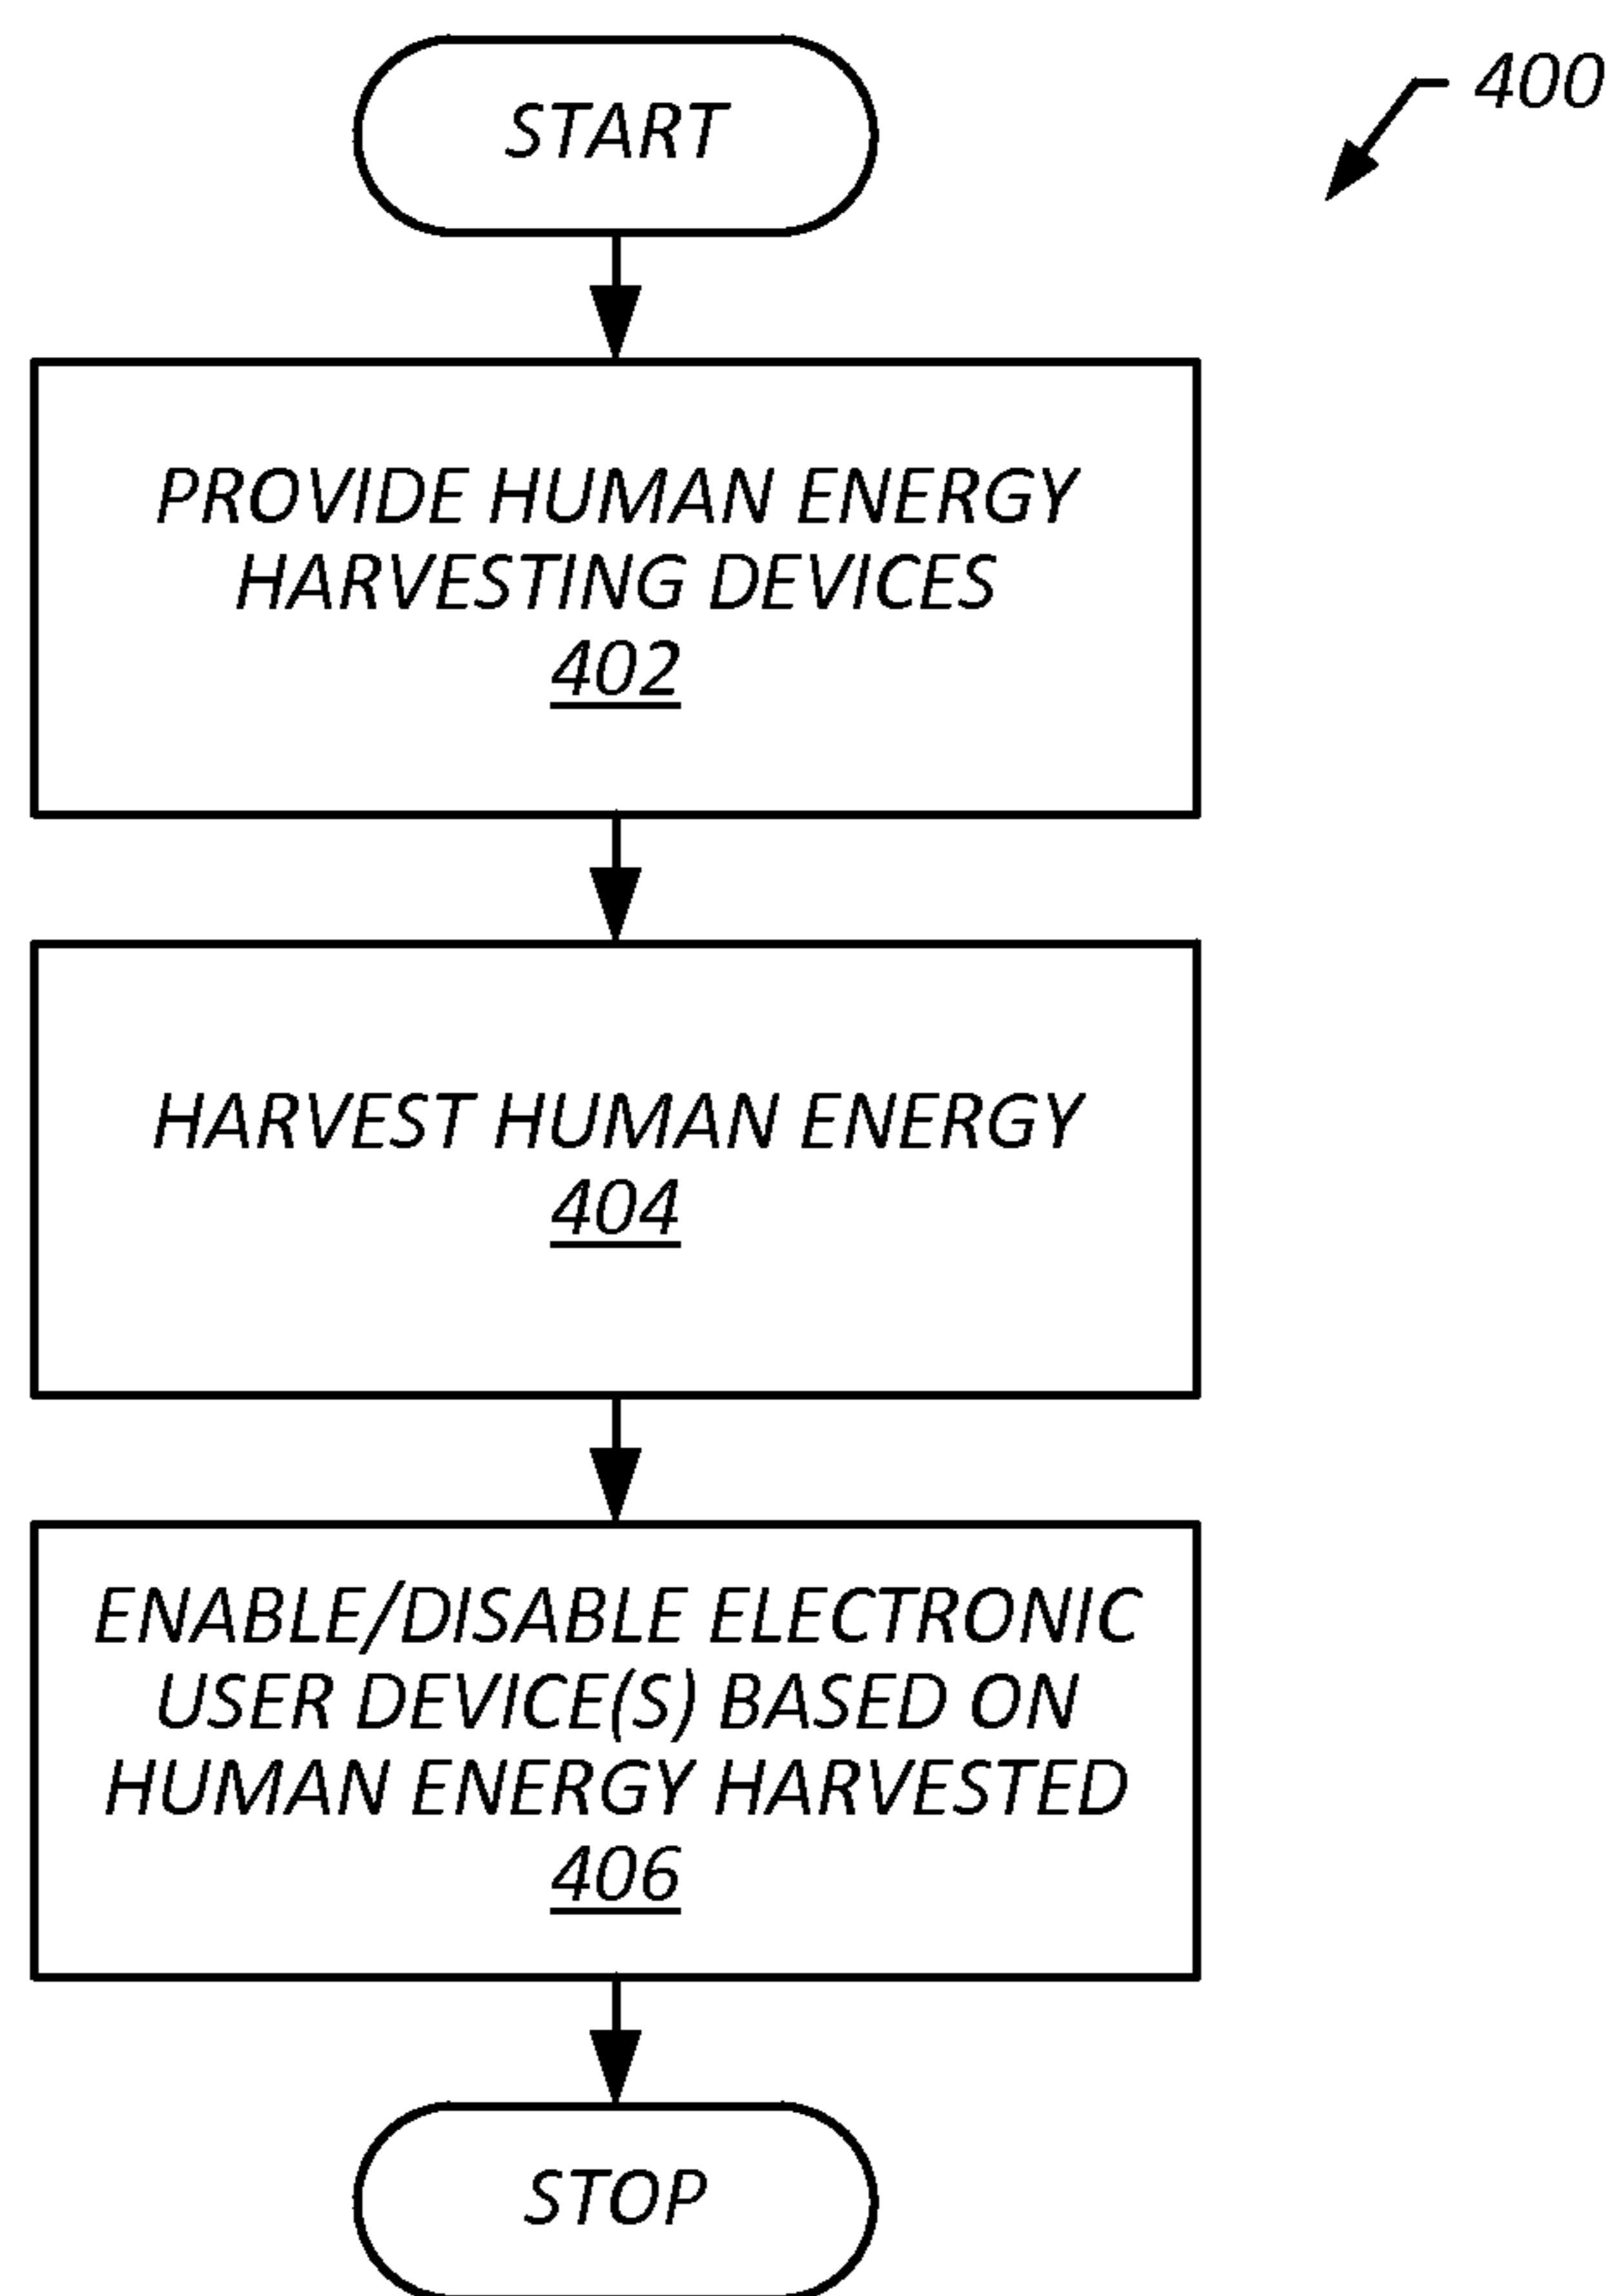 START
400
PROVIDE HUMAN ENERGY
HARVESTING DEVICES
402
HARVEST HUMAN ENERGY
404
ENABLE/DISABLE ELECTRONIC
USER DEVICE(S) BASED ON
HUMAN ENERGY HARVESTED
406
STOP